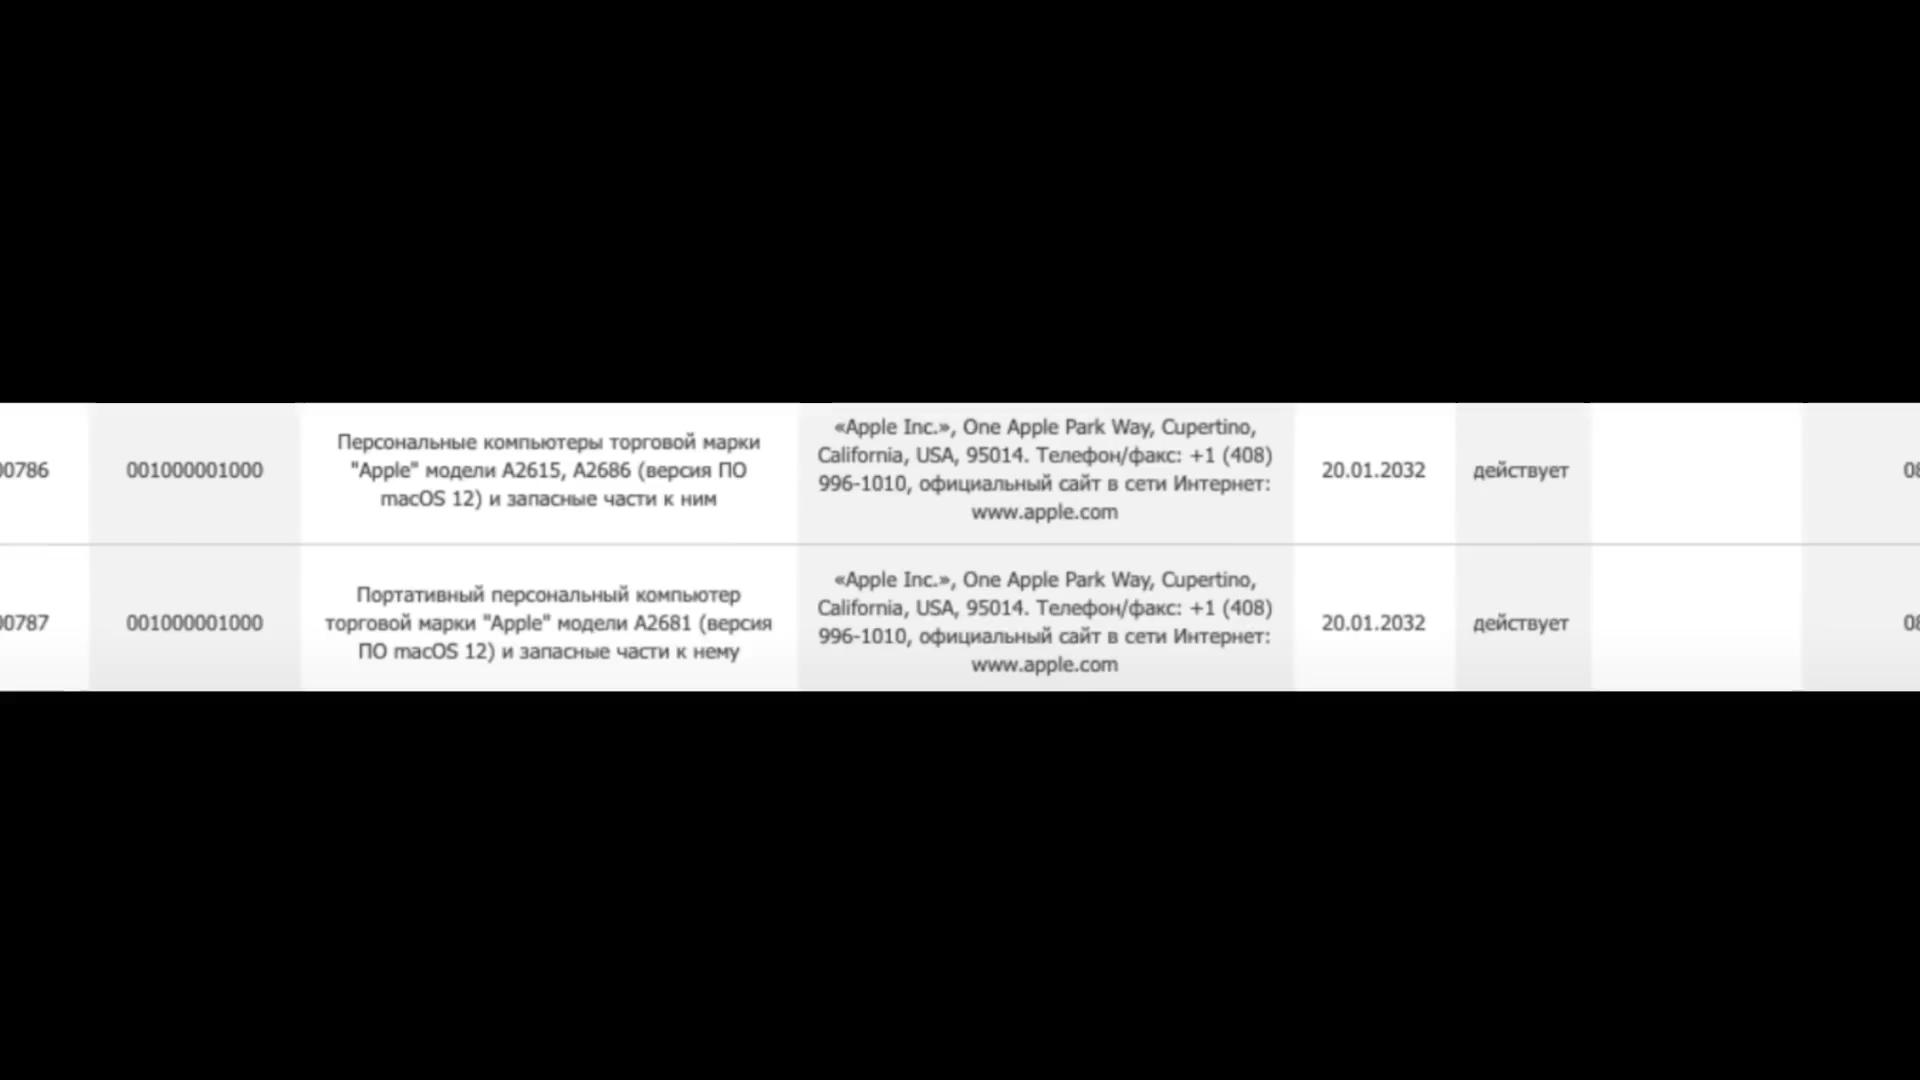 00786
001000001000
Персональные компьютеры торговой марки
"Apple" модели A2615, A2686 (версия ПО
macOS 12) и запасные части к ним
«Apple Inc.», One Apple Park Way, Cupertino,
California, USA, 95014. Телефон/факс: +1 (408)
996-1010, официальный сайт в сети Интернет:
www.apple.com
20.01.2032
действует
08
00787
001000001000
Портативный персональный компьютер
торговой марки "Apple" модели A2681 (версия
ПО macOS 12) и запасные части к нему
«Apple Inc.», One Apple Park Way, Cupertino,
California, USA, 95014. Телефон/факс: +1 (408)
996-1010, официальный сайт в сети Интернет:
www.apple.com
20.01.2032
действует
08